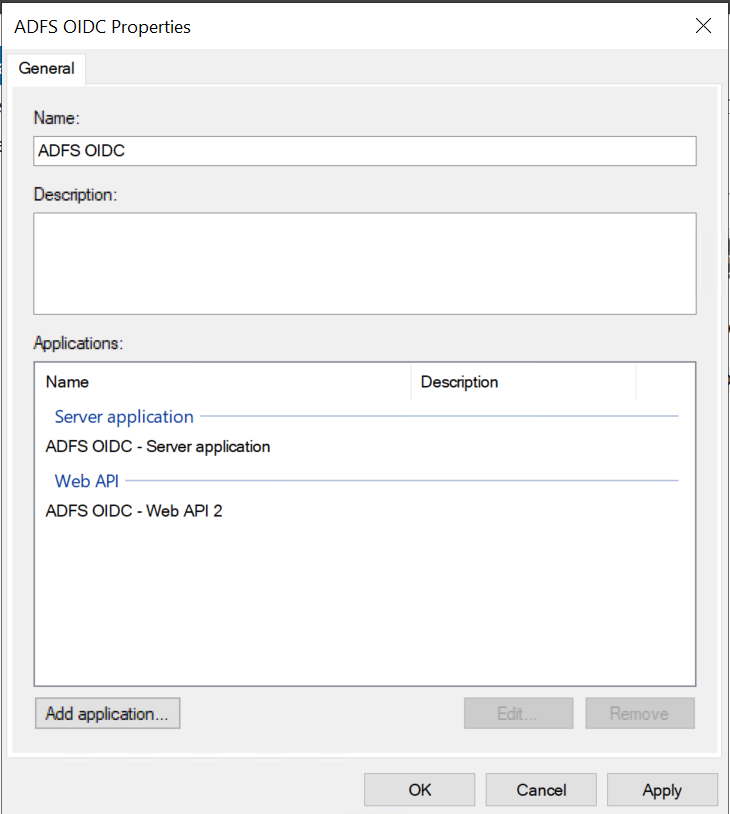 ADFS OIDC Properties
General
Name:
ADFS OIDC
Description:
Applications:
Name Description
Server application
ADFS OIDC - Server application
Web API
ADFS OIDC - Web API 2
Add application... Edit... Remove
OK Cancel Apply